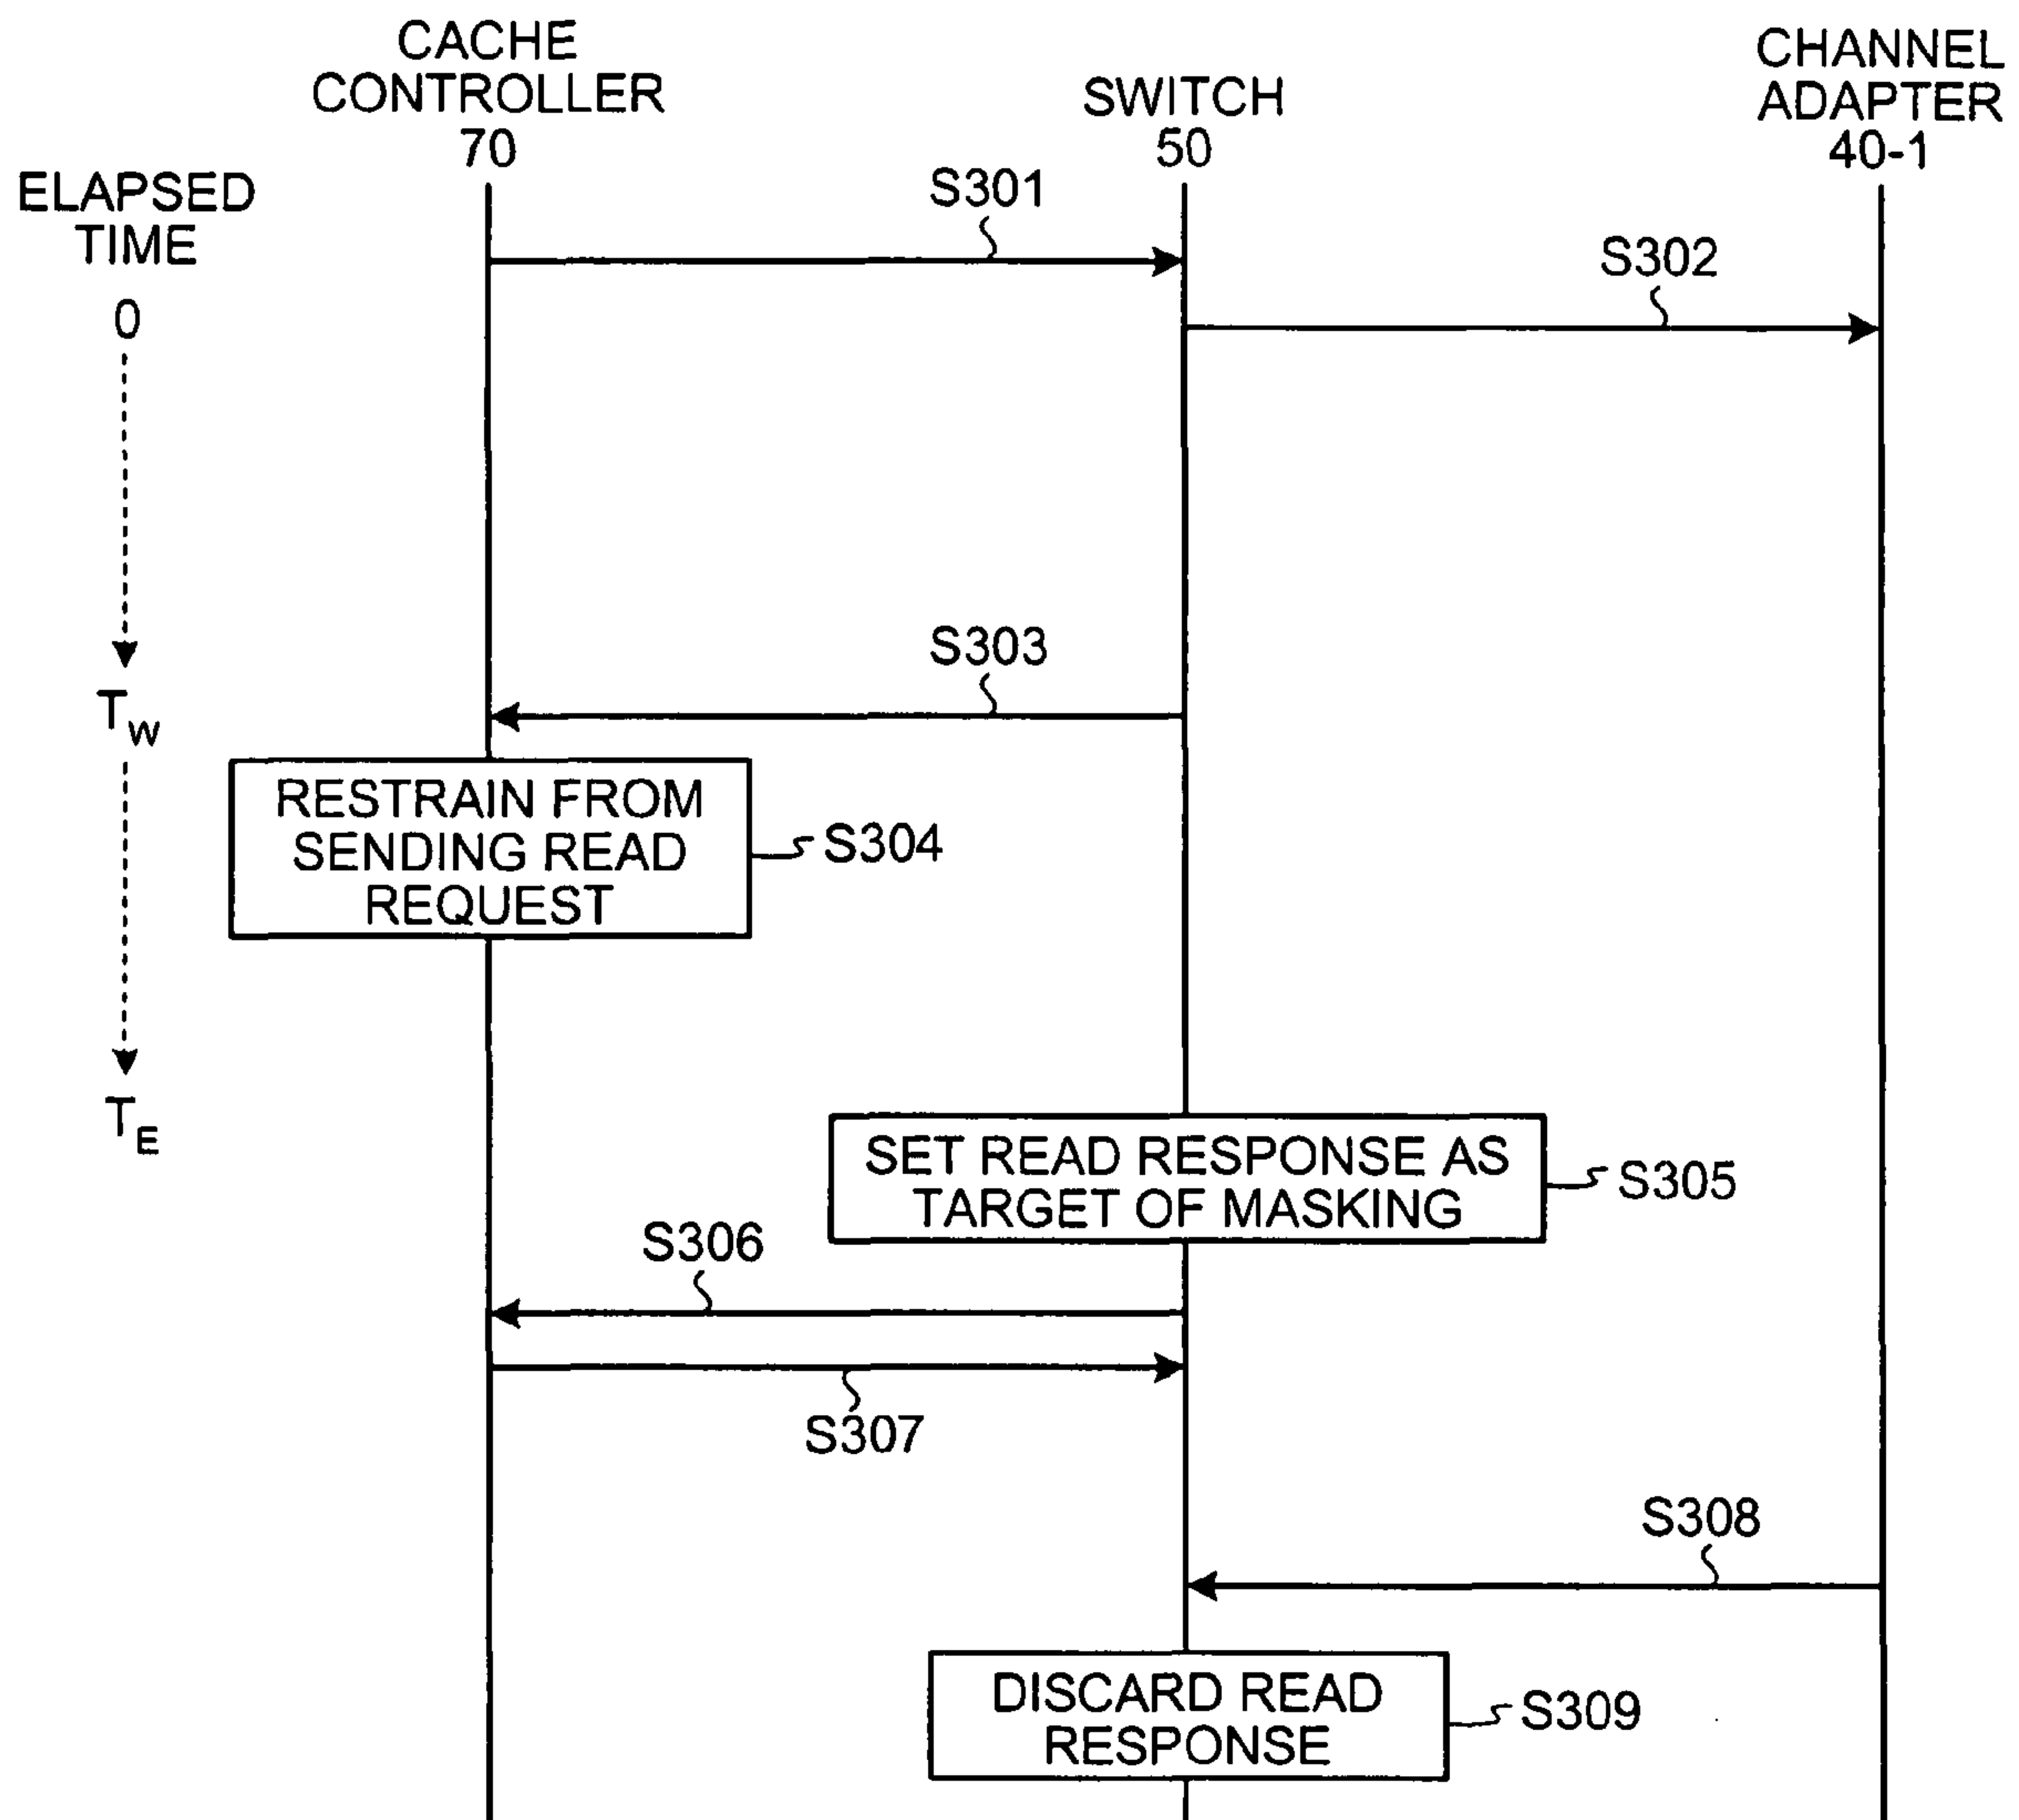 CACHE
CONTROLLER
70
SWITCH
50
CHANNEL
ADAPTER
40-1
ELAPSED
TIME
0
S301
S302
S303
TW
RESTRAIN FROM
SENDING READ
REQUEST
S304
TE
SET READ RESPONSE AS
TARGET OF MASKING
S305
S306
S307
S308
DISCARD READ
RESPONSE
S309